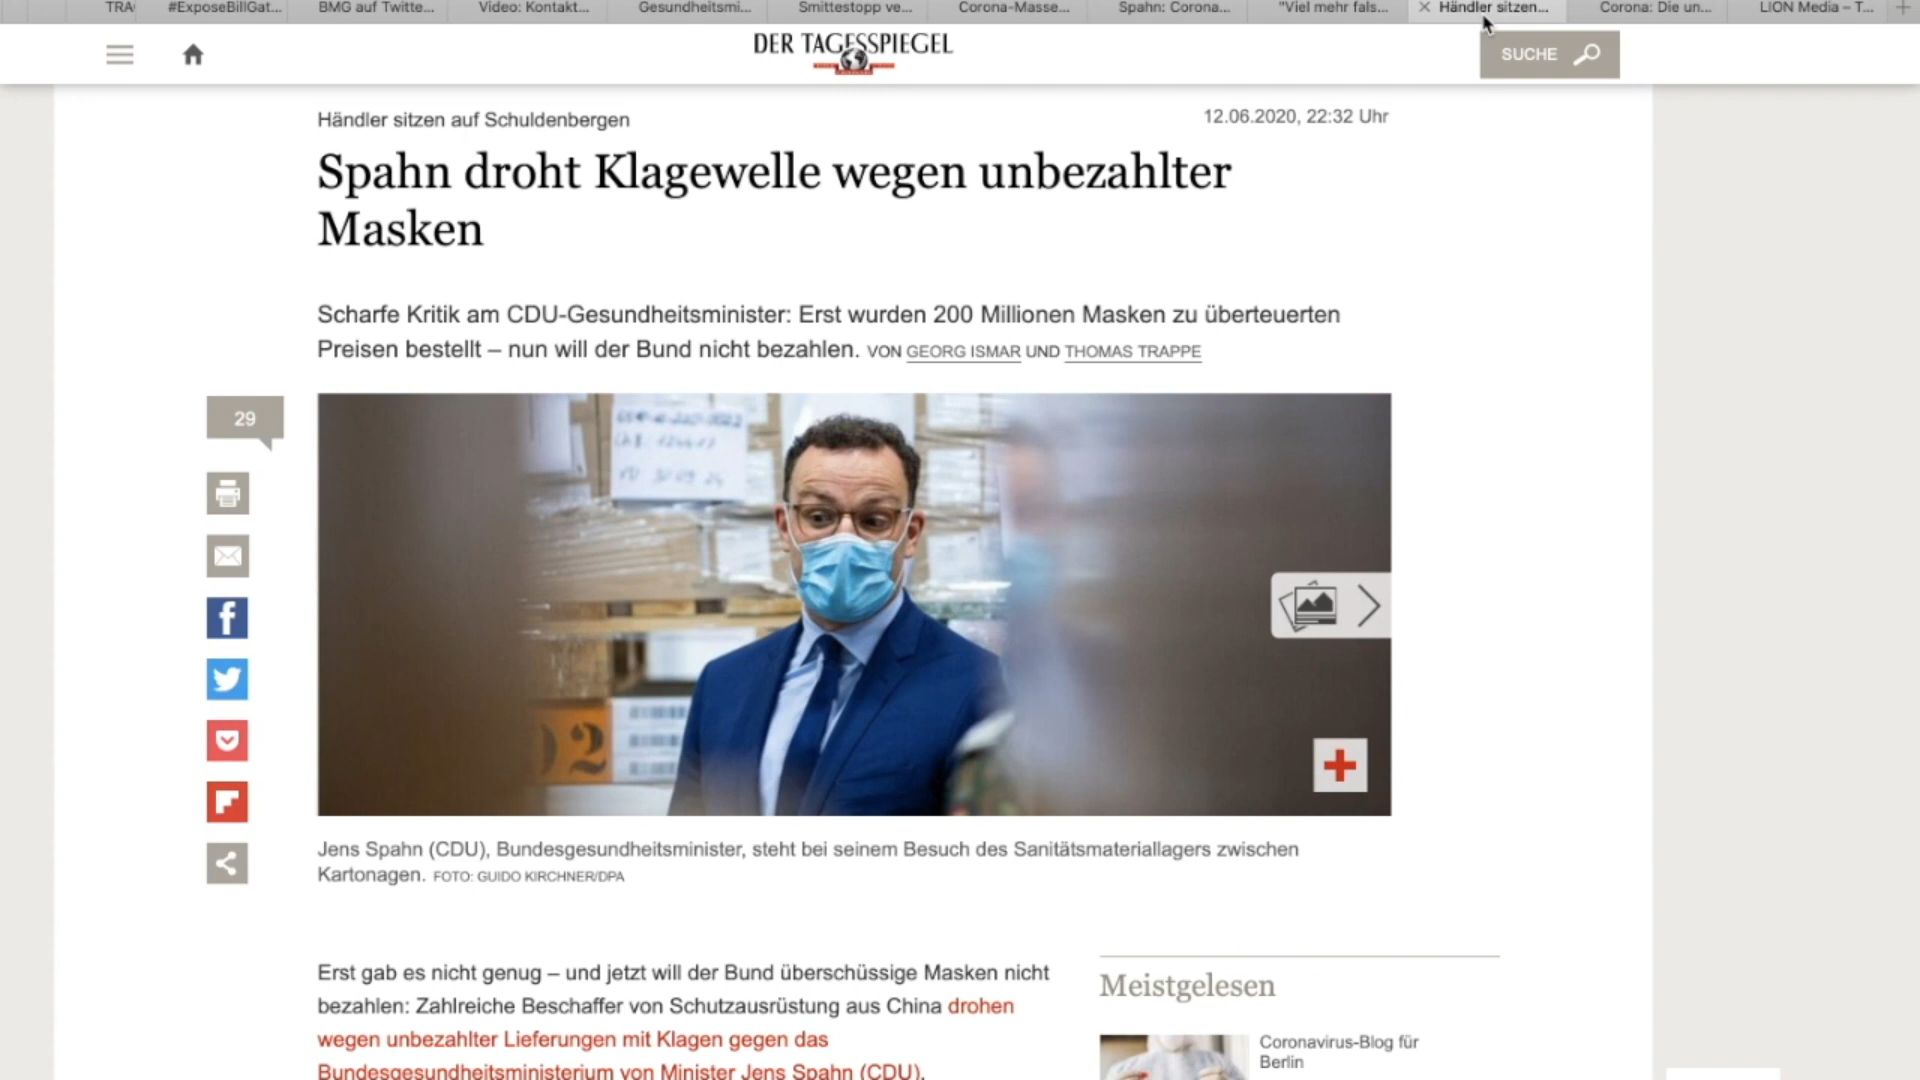 TRA
#ExposeBillGat...
BMG auf Twitte...
Video: Kontakt...
Gesundheitsmi...
Smittestopp ve...
Corona-Masse...
Spahn: Corona...
"Viel mehr fals...
Händler sitzen...
Corona: Die un...
LION Media – T...
DER TAGESSPIEGEL
SUCHE
Händler sitzen auf Schuldenbergen
12.06.2020, 22:32 Uhr
Spahn droht Klagewelle wegen unbezahlter
Masken
Scharfe Kritik am CDU-Gesundheitsminister: Erst wurden 200 Millionen Masken zu überteuerten
Preisen bestellt – nun will der Bund nicht bezahlen. VON GEORG ISMAR UND THOMAS TRAPPE
29
02
Jens Spahn (CDU), Bundesgesundheitsminister, steht bei seinem Besuch des Sanitätsmateriallagers zwischen
Kartonagen. FOTO: GUIDO KIRCHNER/DPA
Erst gab es nicht genug – und jetzt will der Bund überschüssige Masken nicht
bezahlen: Zahlreiche Beschaffer von Schutzausrüstung aus China drohen
wegen unbezahlter Lieferungen mit Klagen gegen das
Bundesgesundheitsministerium von Minister Jens Spahn (CDU).
Meistgelesen
Coronavirus-Blog für
Berlin